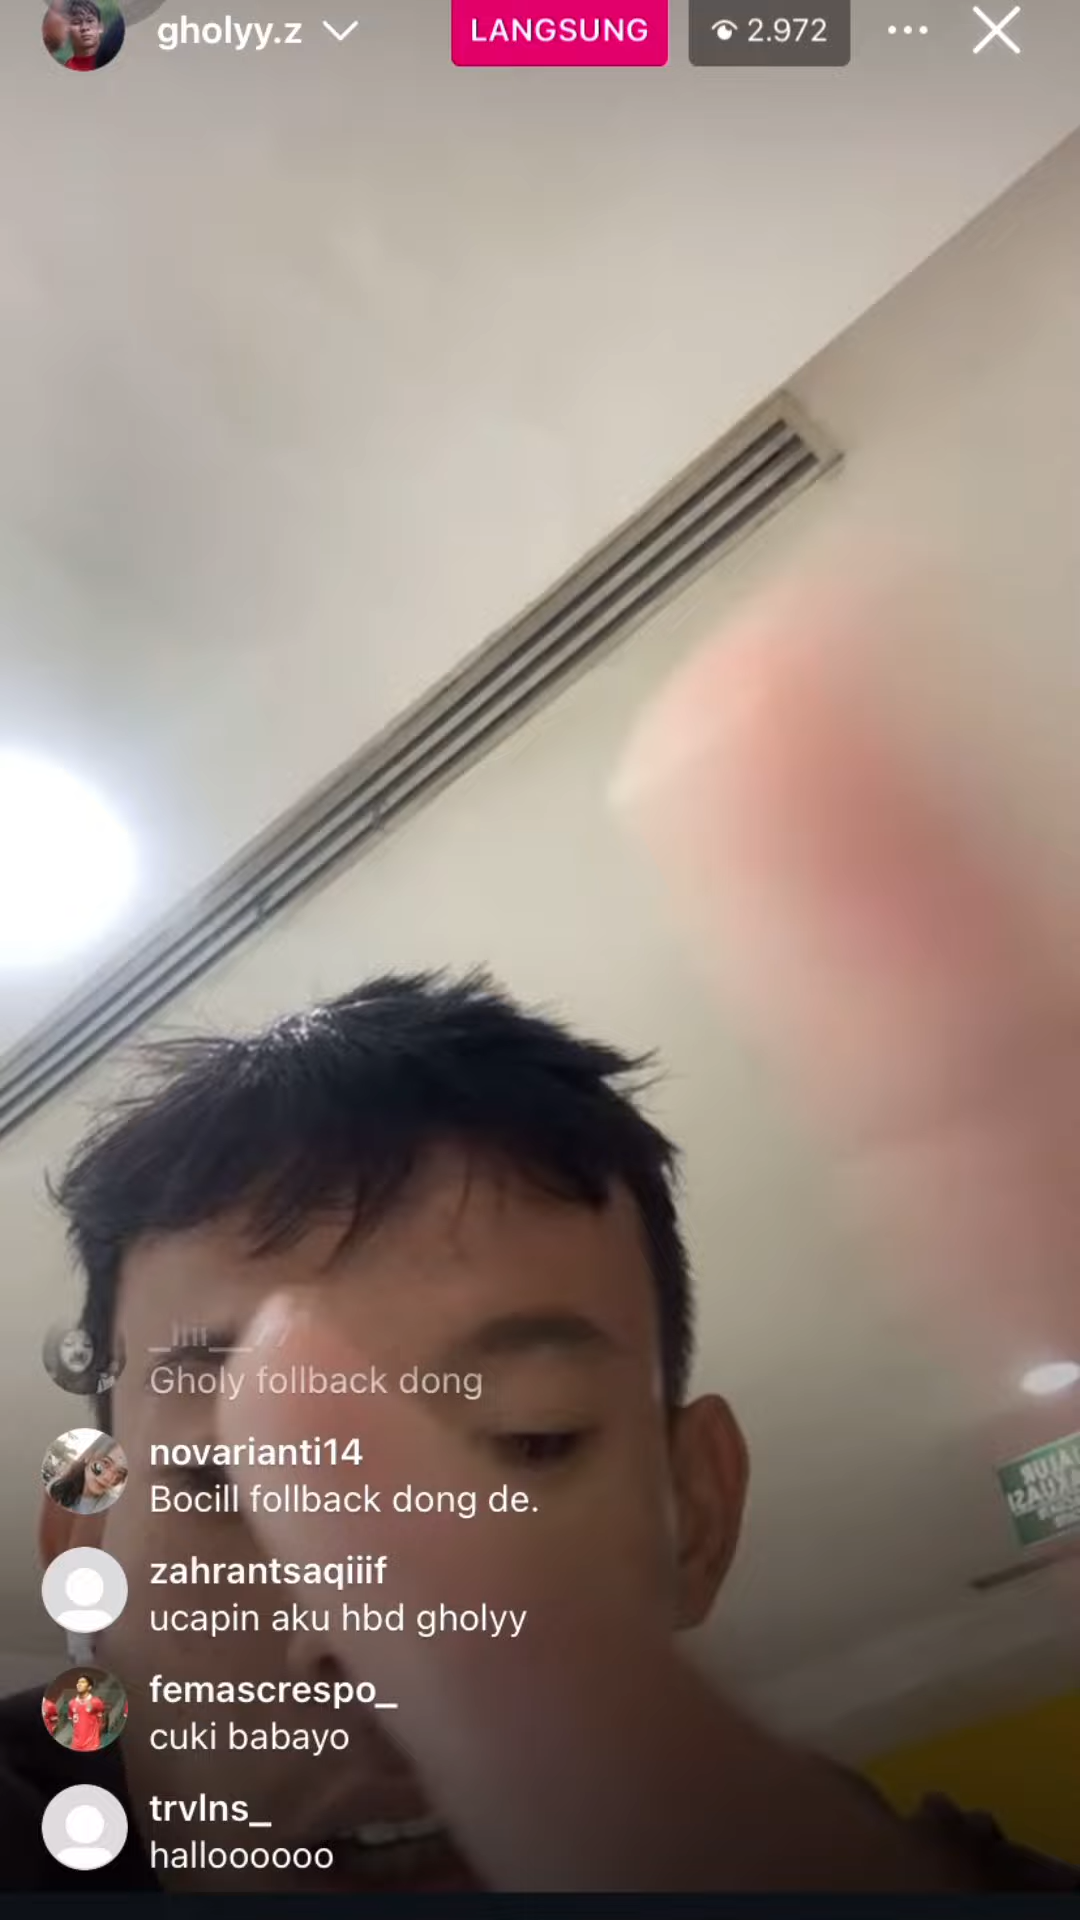 gholyy.z
LANGSUNG
2.972
Gholy follback dong
novarianti14
Bocill follback dong de.
zahrantsaqiiif
ucapin aku hbd gholyy
femascrespo_
cuki babayo
trvlns_
halloooooo